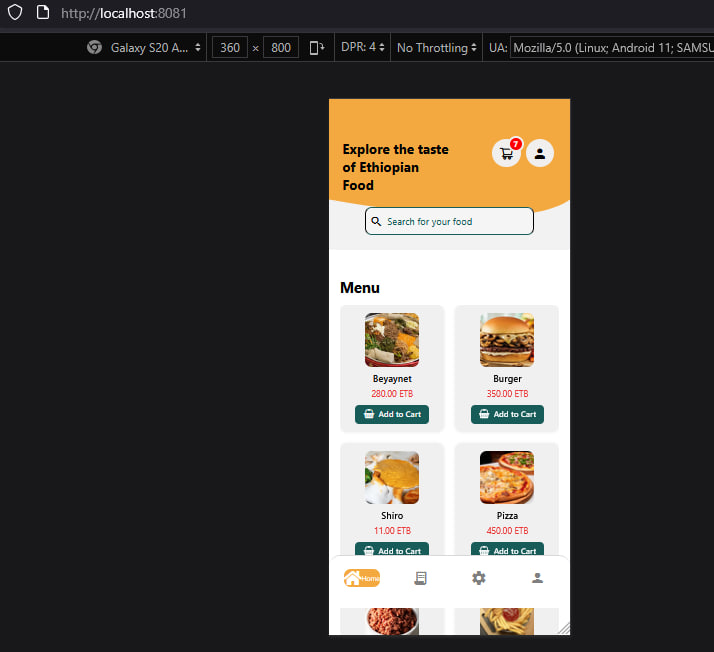 http://localhost:8081
Galaxy S20 A... 360 × 800 DPR: 4 No Throttling UA: Mozilla/5.0 (Linux; Android 11; SAMSU
Explore the taste
of Ethiopian
Food
7
Search for your food
Menu
Beyaynet Burger
280.00 ETB 350.00 ETB
Add to Cart Add to Cart
Shiro Pizza
11.00 ETB 450.00 ETB
Add to Cart Add to Cart
Home